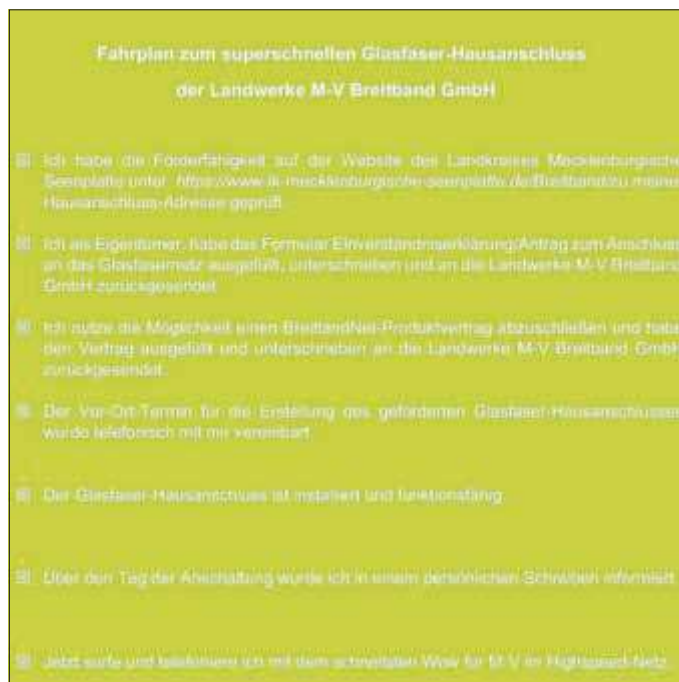 Fahrplan zum superschnellen Glasfaser-Hausanschluss
der Landwerke M-V Breitband GmbH
Ich habe die Förderfähigkeit auf der Website des Landkreises Mecklenburgische
Seenplatte unter https://www.lk-mecklenburgische-seenplatte.de/Breitband/zu meiner
Hausanschluss-Adresse geprüft.
Ich als Eigentümer, habe das Formular Einverständniserklärung/Antrag zum Anschluss
an das Glasfasernetz ausgefüllt, unterschrieben und an die Landwerke M-V Breitband
GmbH zurückgesendet.
Ich nutze die Möglichkeit einen BreitlandNet-Produktvertrag abzuschließen und habe
den Vertrag ausgefüllt und unterschrieben an die Landwerke M-V Breitband GmbH
zurückgesendet.
Der Vor-Ort-Termin für die Erstellung des geförderten Glasfaser-Hausanschlusses
wurde telefonisch mit mir vereinbart.
Der Glasfaser-Hausanschluss ist installiert und funktionsfähig.
Über den Tag der Anschaltung wurde ich in einem persönlichen Schreiben informiert.
Jetzt surfe und telefoniere ich mit dem schnellsten Wow für M-V im Highspeed-Netz.